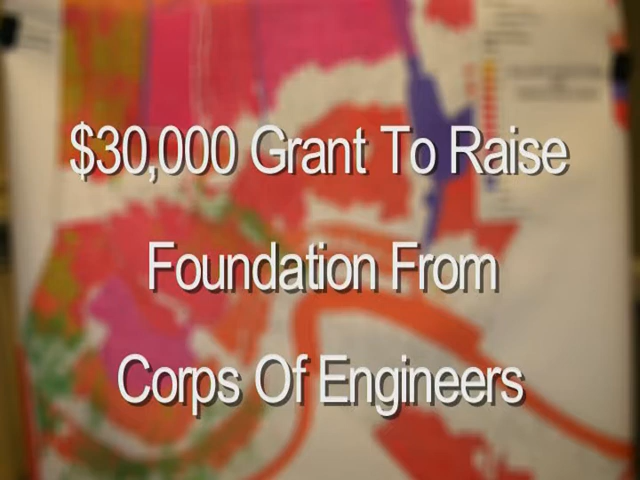 $30,000 Grant To Raise
Foundation From
Corps Of Engineers